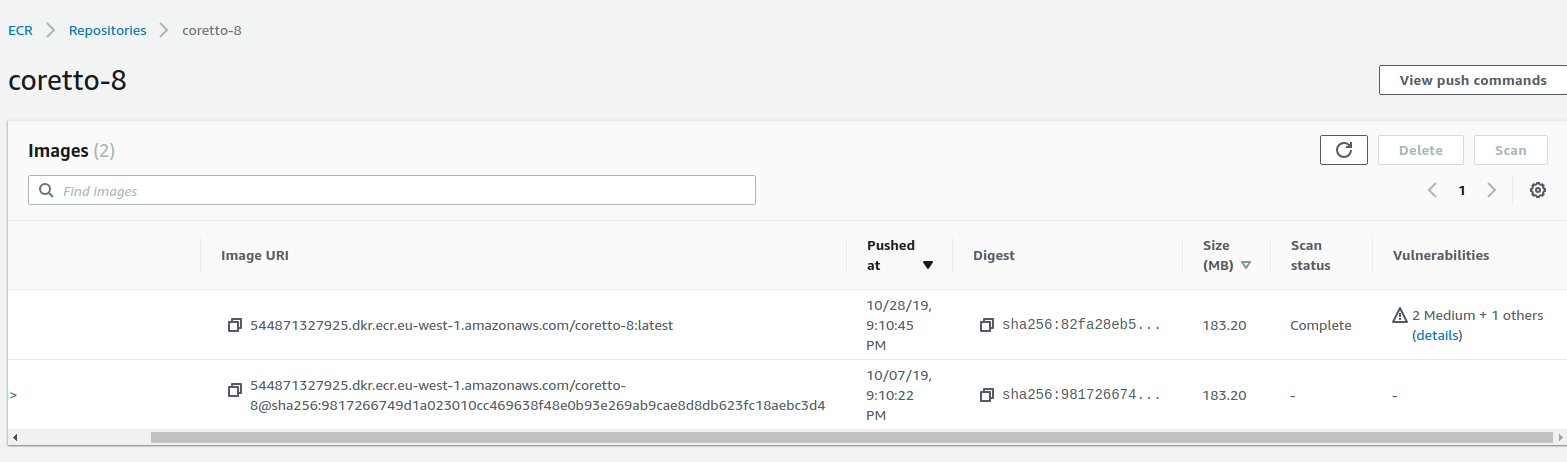 ECR > Repositories > coretto-8
coretto-8
View push commands
Images (2)
Delete
Scan
Find images
1
Image URI
Pushed at
Digest
Size (MB)
Scan status
Vulnerabilities
544871327925.dkr.ecr.eu-west-1.amazonaws.com/coretto-8:latest
10/28/19,
9:10:45
PM
sha256:82fa28eb5...
183.20
Complete
2 Medium + 1 others
(details)
>
544871327925.dkr.ecr.eu-west-1.amazonaws.com/coretto-
8@sha256:9817266749d1a023010cc469638f48e0b93e269ab9cae8d8db623fc18aebc3d4
10/07/19,
9:10:22
PM
sha256:981726674...
183.20
-
-